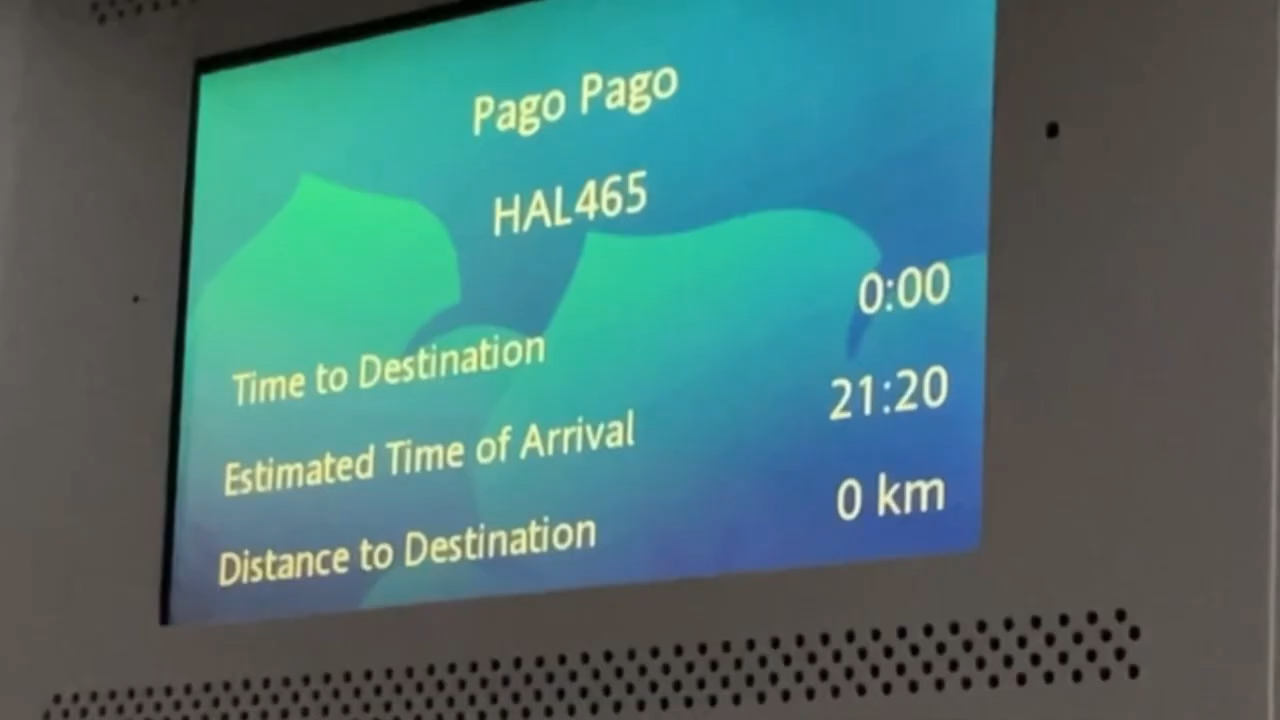 Pago Pago
HAL465
Time to Destination 0:00
Estimated Time of Arrival 21:20
Distance to Destination 0 km